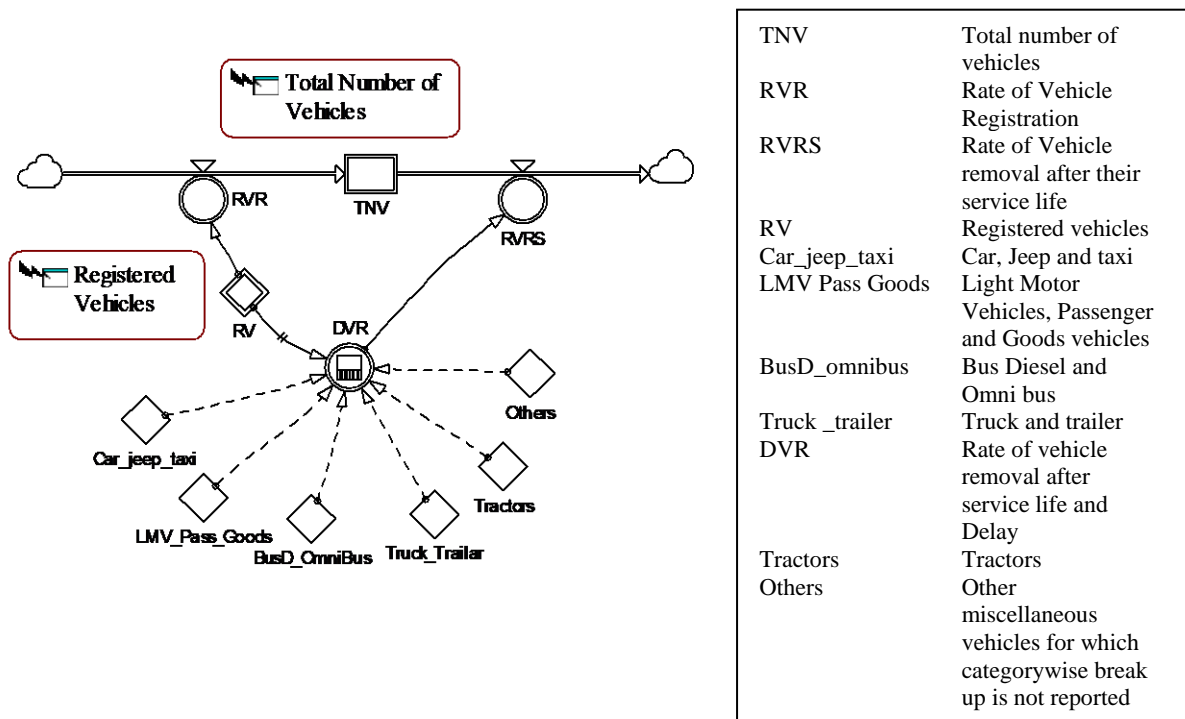 Total Number of
Vehicles
RVR
TNV
RVRS
Registered
Vehicles
RV
DVR
Others
Car_jeep_taxi
Tractors
LMV_Pass_Goods
BusD_OmniBus
Truck_Trailar
TNV Total number of
vehicles
RVR Rate of Vehicle
Registration
RVRS Rate of Vehicle
removal after their
service life
RV Registered vehicles
Car_jeep_taxi Car, Jeep and taxi
LMV Pass Goods Light Motor
Vehicles, Passenger
and Goods vehicles
BusD_omnibus Bus Diesel and
Omni bus
Truck _trailer Truck and trailer
DVR Rate of vehicle
removal after
service life and
Delay
Tractors Tractors
Others Other
miscellaneous
vehicles for which
categorywise break
up is not reported